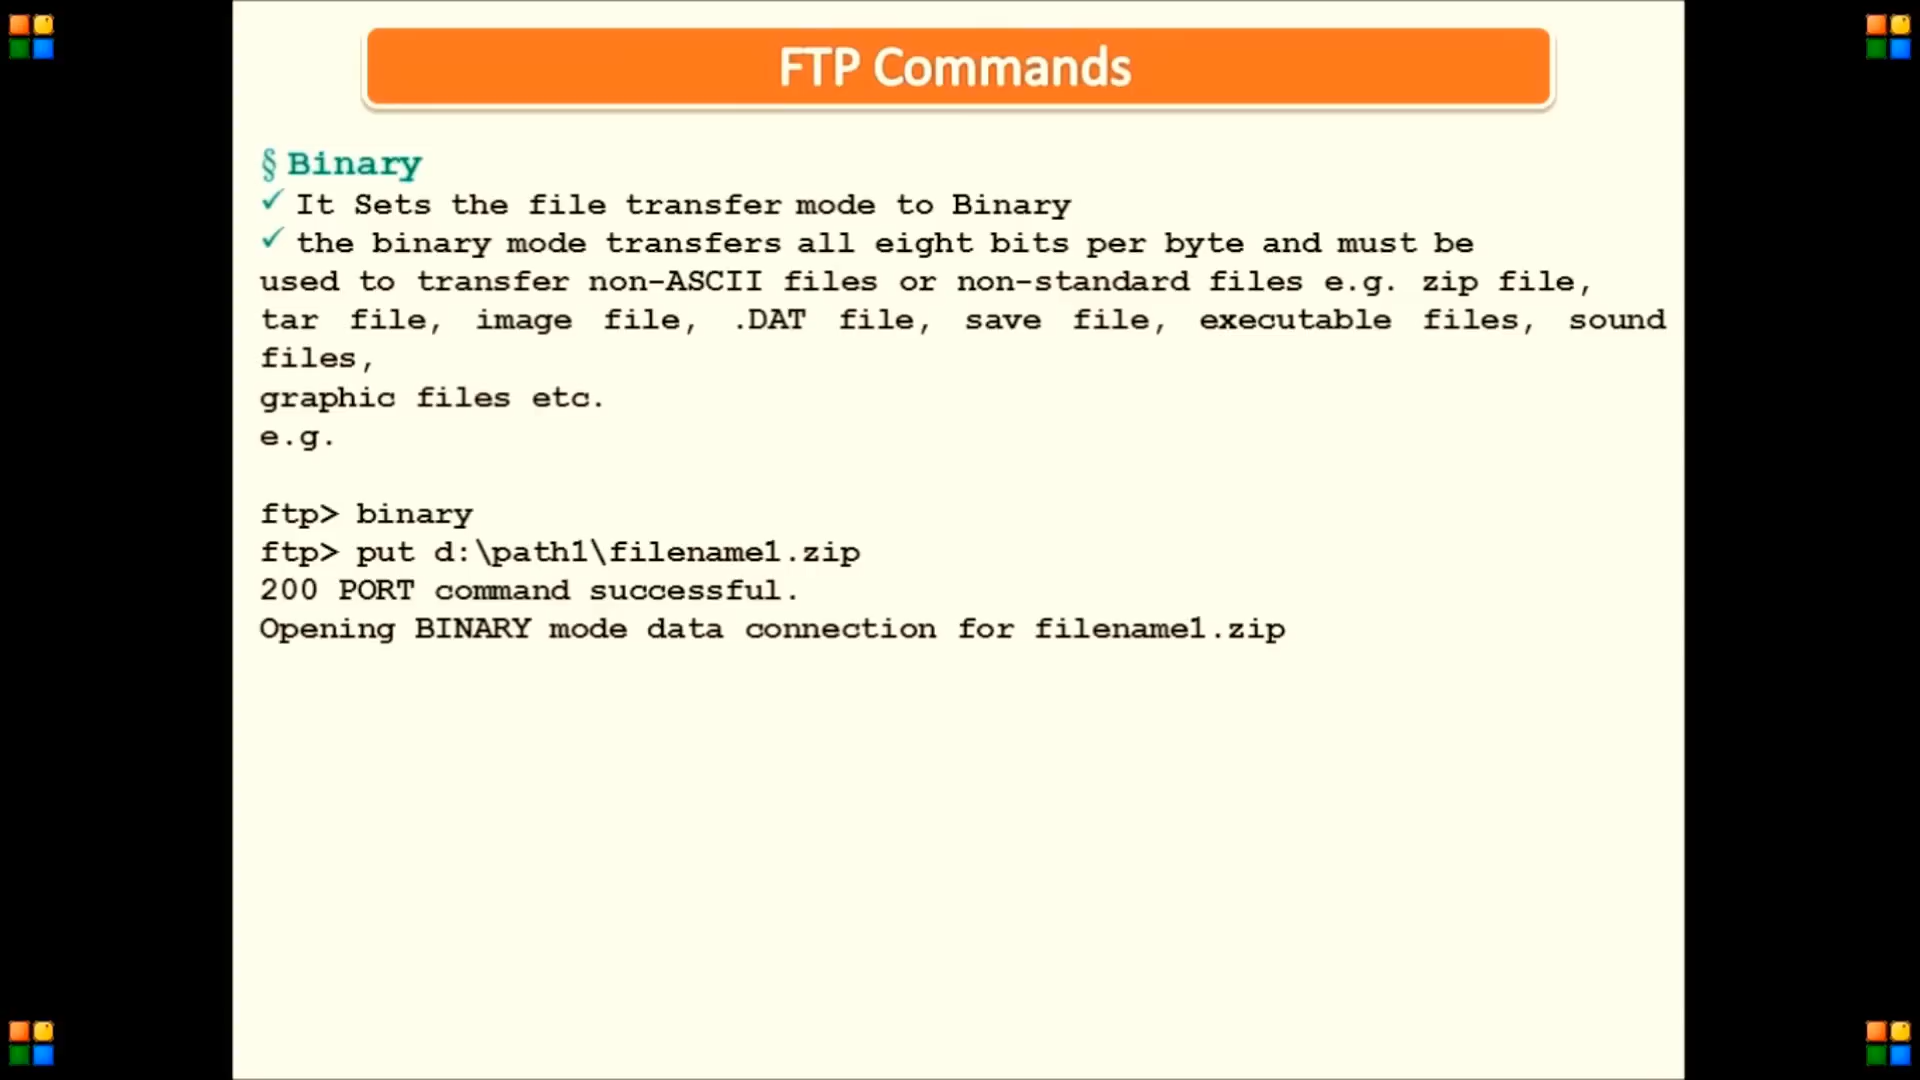 FTP Commands
§ Binary
✓ It Sets the file transfer mode to Binary
✓ the binary mode transfers all eight bits per byte and must be
used to transfer non-ASCII files or non-standard files e.g. zip file,
tar file, image file, .DAT file, save file, executable files, sound
files,
graphic files etc.
e.g.
ftp> binary
ftp> put d:\path1\filename1.zip
200 PORT command successful.
Opening BINARY mode data connection for filename1.zip